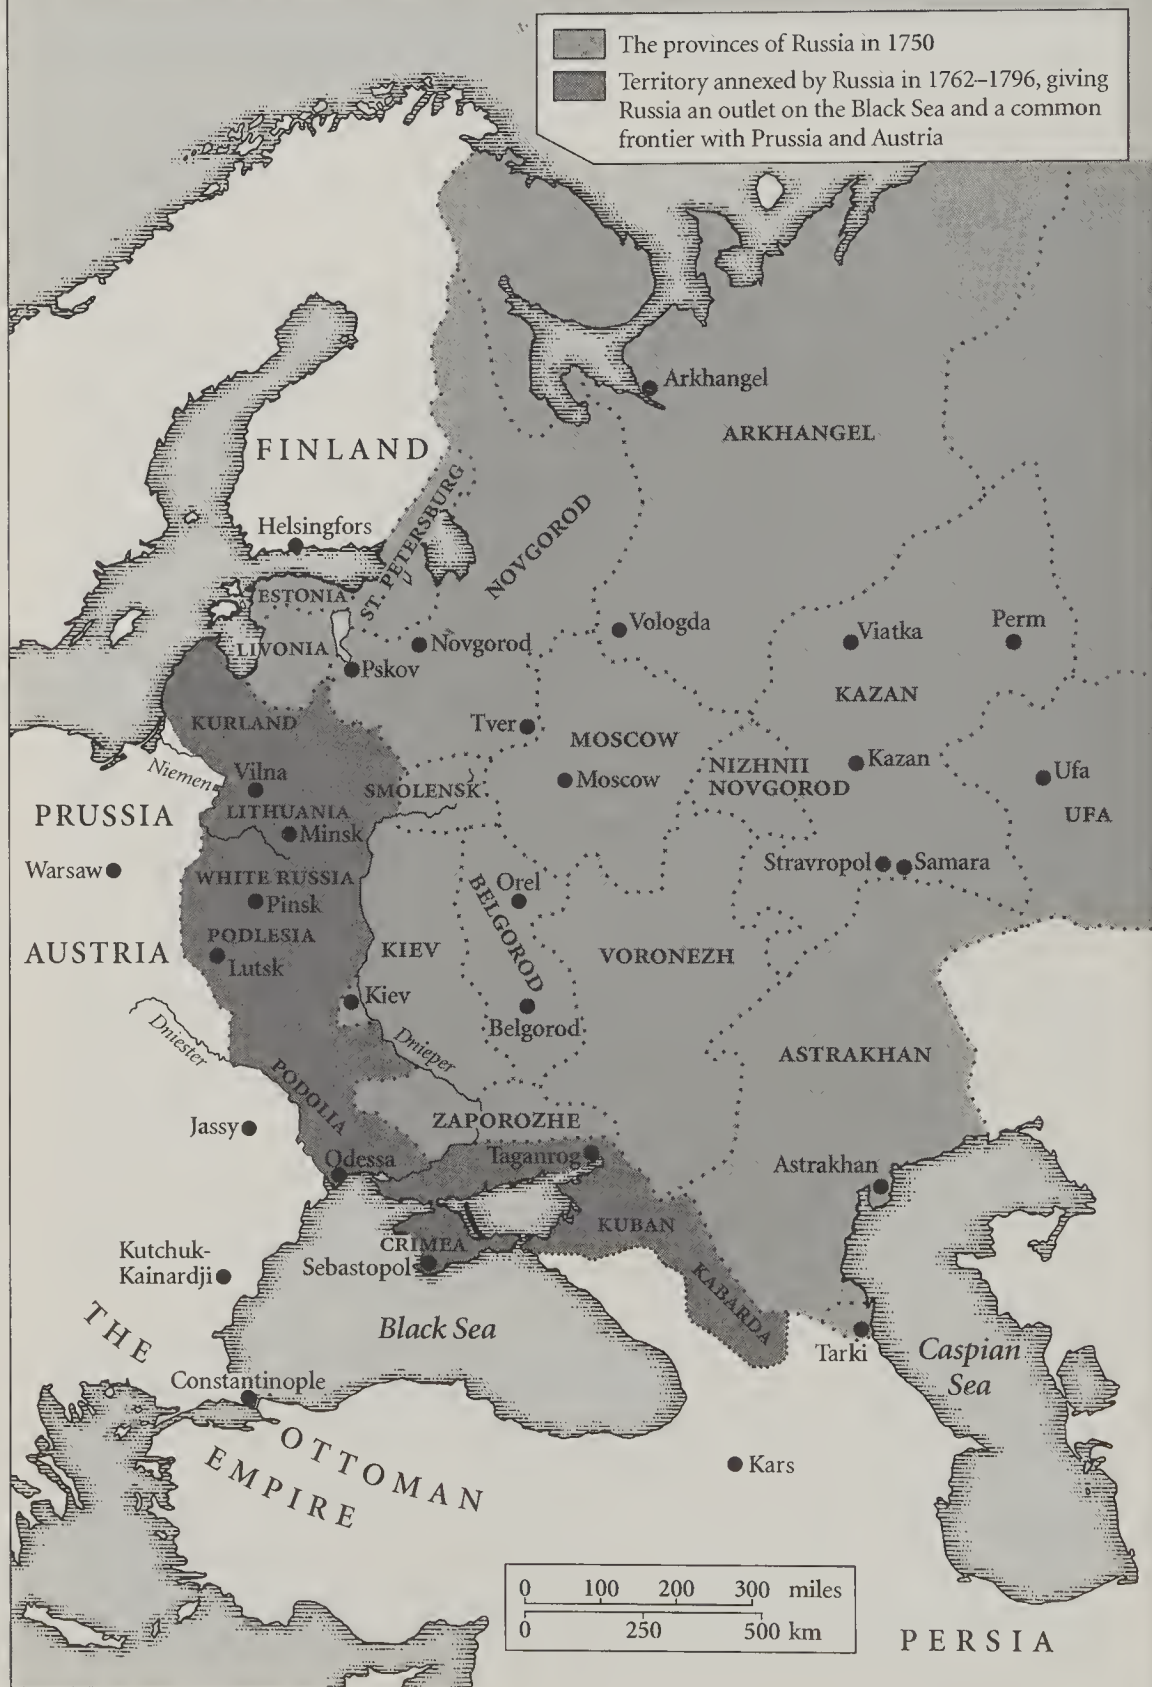 The provinces of Russia in 1750
Territory annexed by Russia in 1762–1796, giving
Russia an outlet on the Black Sea and a common
frontier with Prussia and Austria
Arkhangel
ARKHANGEL
FINLAND
Helsingfors
ST. PETERSBURG
NOVGOROD
ESTONIA
LIVONIA
Novgorod
Pskov
Vologda
Viatka
Perm
KAZAN
KURLAND
Tver
MOSCOW
Moscow
NIZHNII
NOVGOROD
Kazan
Ufa
UFA
Niemen
Vilna
SMOLENSK
LITHUANIA
Minsk
PRUSSIA
Warsaw
WHITE RUSSIA
Pinsk
Orel
BELGOROD
Stravropol
Samara
AUSTRIA
PODLESIA
Lutsk
KIEV
VORONEZH
Kiev
Belgorod
Dniester
Dnieper
ASTRAKHAN
PODOLIA
Jassy
ZAPOROZHE
Odessa
Taganrog
Astrakhan
KUBAN
CRIMEA
Sebastopol
Kutchuk-
Kainardji
KABARDA
Black Sea
Tarki
Caspian
Sea
THE
OTTOMAN
EMPIRE
Constantinople
Kars
0 100 200 300 miles
0 250 500 km
PERSIA